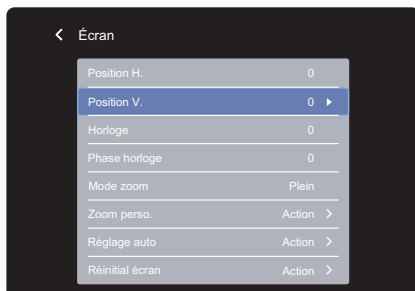 Écran
Position H. 0
Position V. 0
Horloge 0
Phase horloge 0
Mode zoom Plein
Zoom perso. Action
Réglage auto Action
Réinitial écran Action